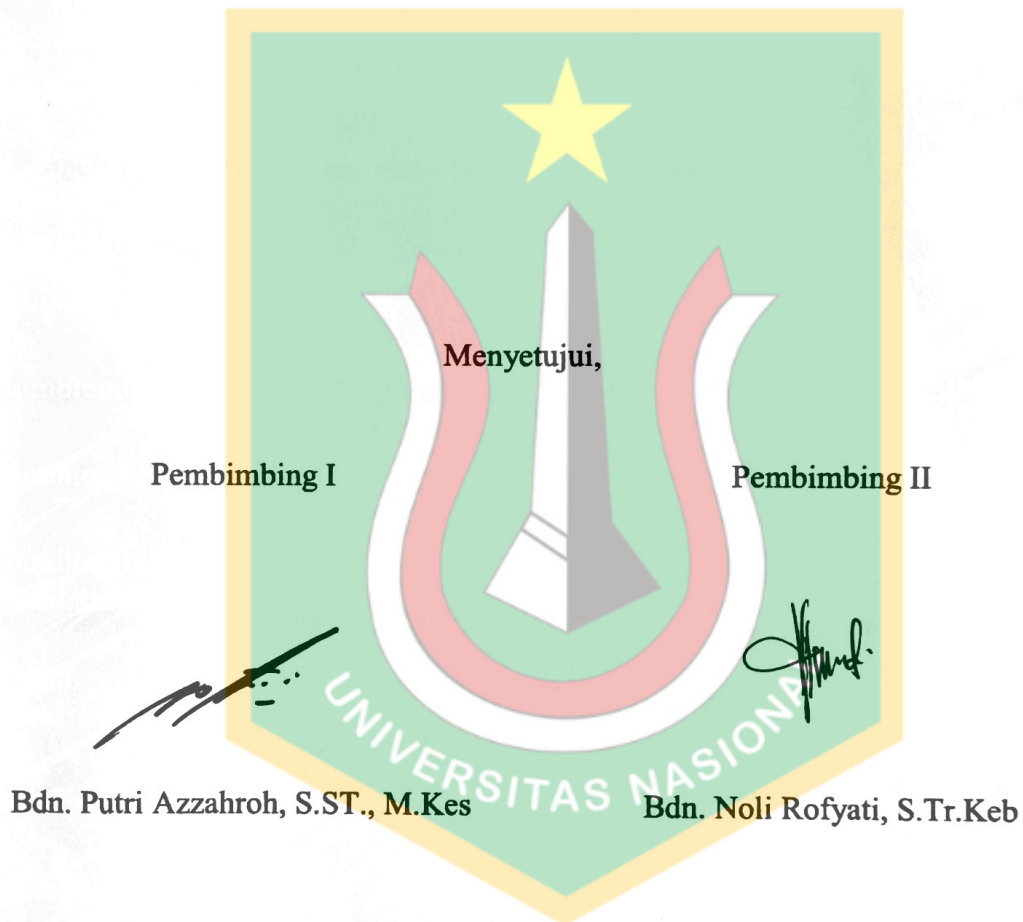 Menyetujui,
Pembimbing I Pembimbing II
UNIVERSITAS NASIONAL
Bdn. Putri Azzahroh, S.ST., M.Kes Bdn. Noli Rofyati, S.Tr.Keb